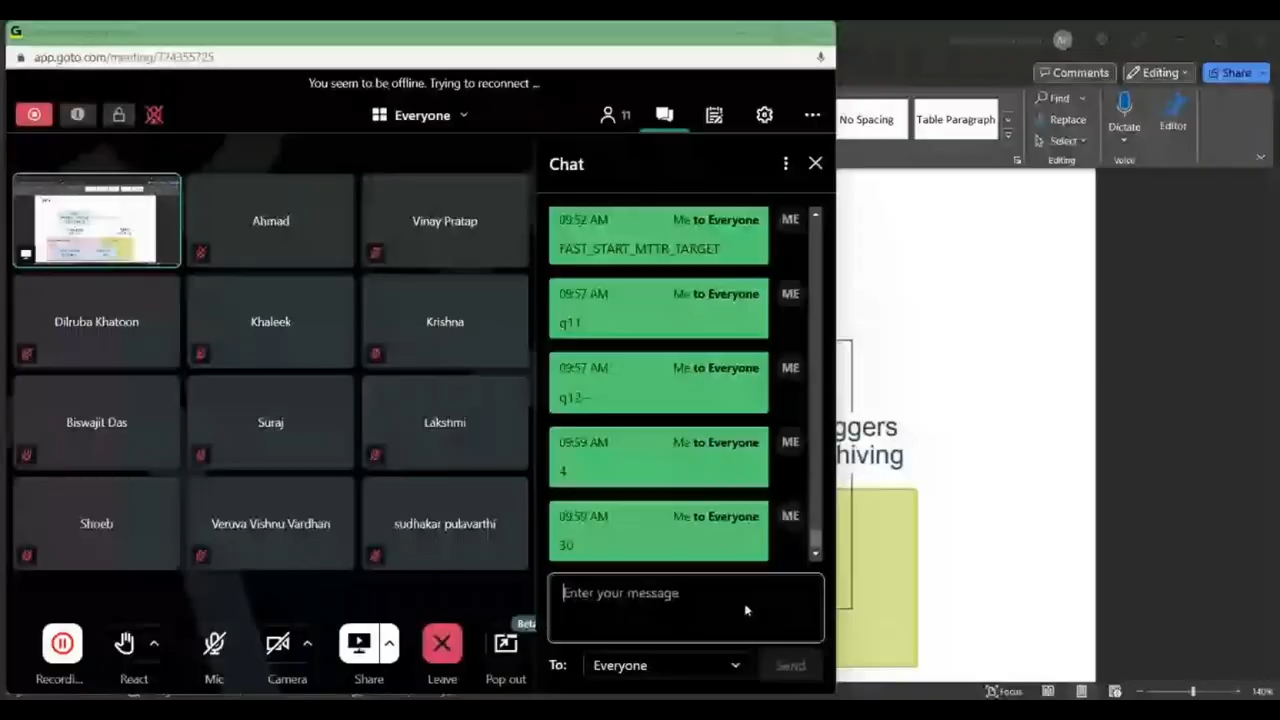 app.goto.com/meeting/774355725
You seem to be offline. Trying to reconnect ...
Everyone
11
Chat
09:52 AM Me to Everyone ME
FAST_START_MTTR_TARGET
09:57 AM Me to Everyone ME
q11
09:57 AM Me to Everyone ME
q12--
09:59 AM Me to Everyone ME
4
09:59 AM Me to Everyone ME
30
Enter your message
To: Everyone Send
Ahmad
Vinay Pratap
Dilruba Khatoon
Khaleek
Krishna
Biswajit Das
Suraj
Lakshmi
Shoeb
Veruva Vishnu Vardhan
sudhakar pulavarthi
Beta
Recordi... React Mic Camera Share Leave Pop out
Comments Editing Share
No Spacing Table Paragraph
Find
Replace
Select
Dictate
Editor
Editing Voice
ggers
hiving
Focus
140%